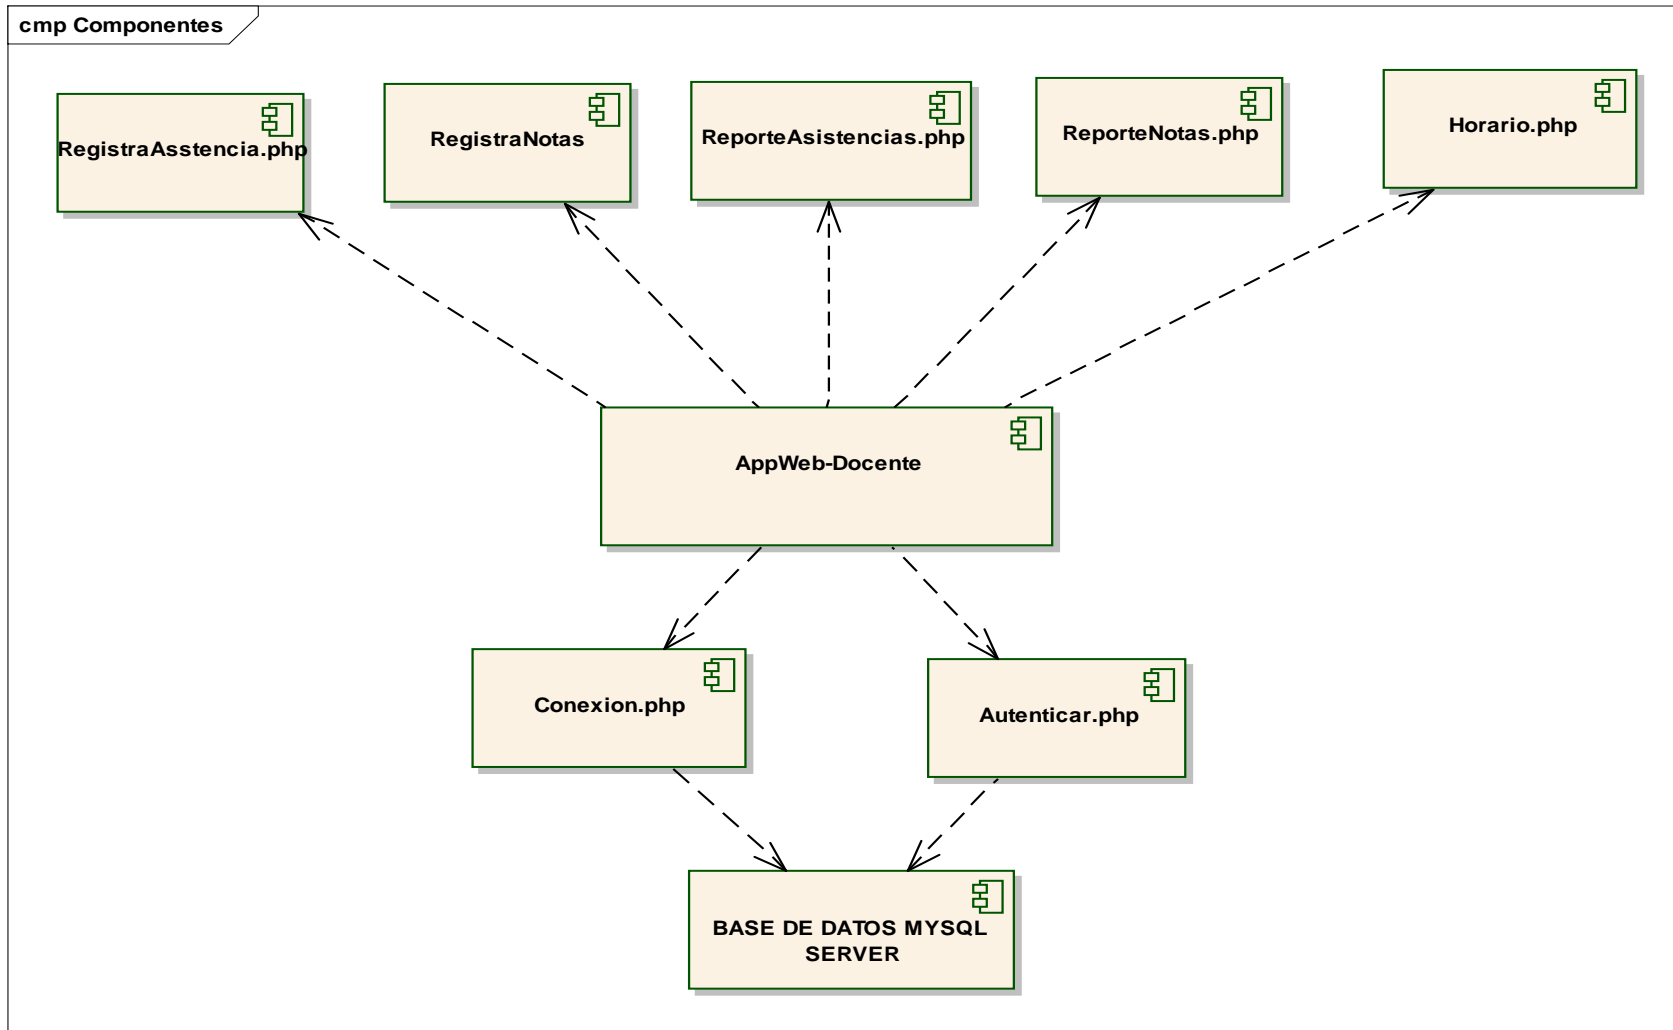 cmp Componentes
RegistraAsstencia.php
RegistraNotas
ReporteAsistencias.php
ReporteNotas.php
Horario.php
AppWeb-Docente
Conexion.php
Autenticar.php
BASE DE DATOS MYSQL
SERVER